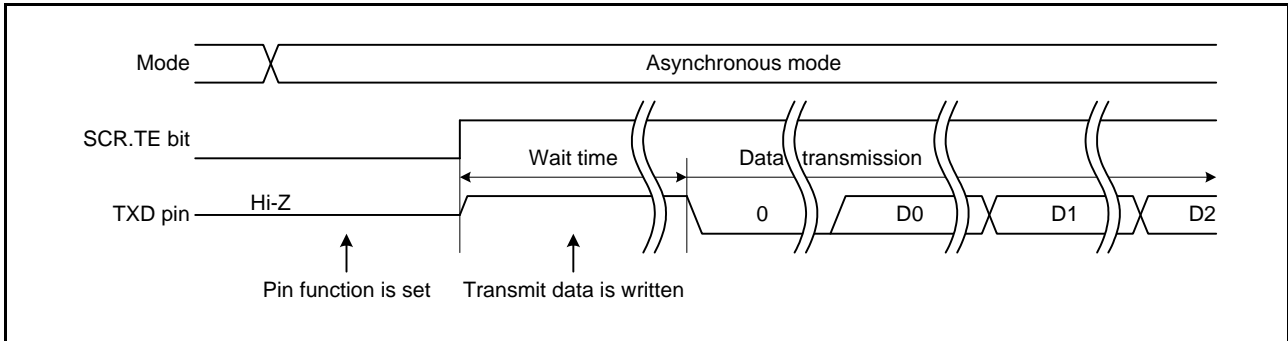 Mode
Asynchronous mode
SCR.TE bit
Wait time
Data transmission
TXD pin
Hi-Z
0
D0
D1
D2
Pin function is set
Transmit data is written